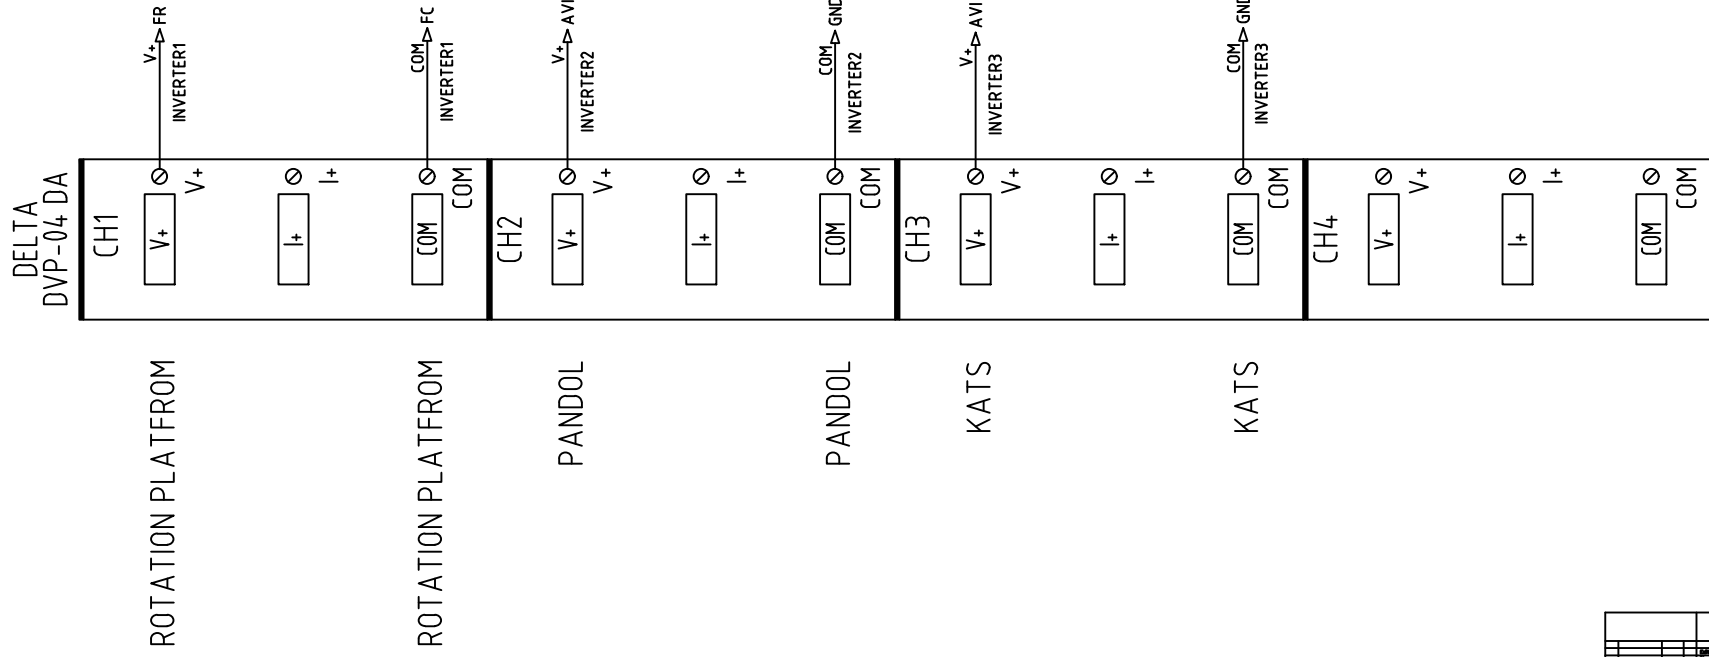 V+
FR
INVERTER1
COM
FC
INVERTER1
V+
AVI
INVERTER2
COM
GND
INVERTER2
V+
AVI
INVERTER3
COM
GND
INVERTER3
DELTA
DVP-04 DA
CH1
V+
V+
I+
I+
COM
COM
CH2
V+
V+
I+
I+
COM
COM
CH3
V+
V+
I+
I+
COM
COM
CH4
V+
V+
I+
I+
COM
COM
ROTATION PLATFROM
ROTATION PLATFROM
PANDOL
PANDOL
KATS
KATS